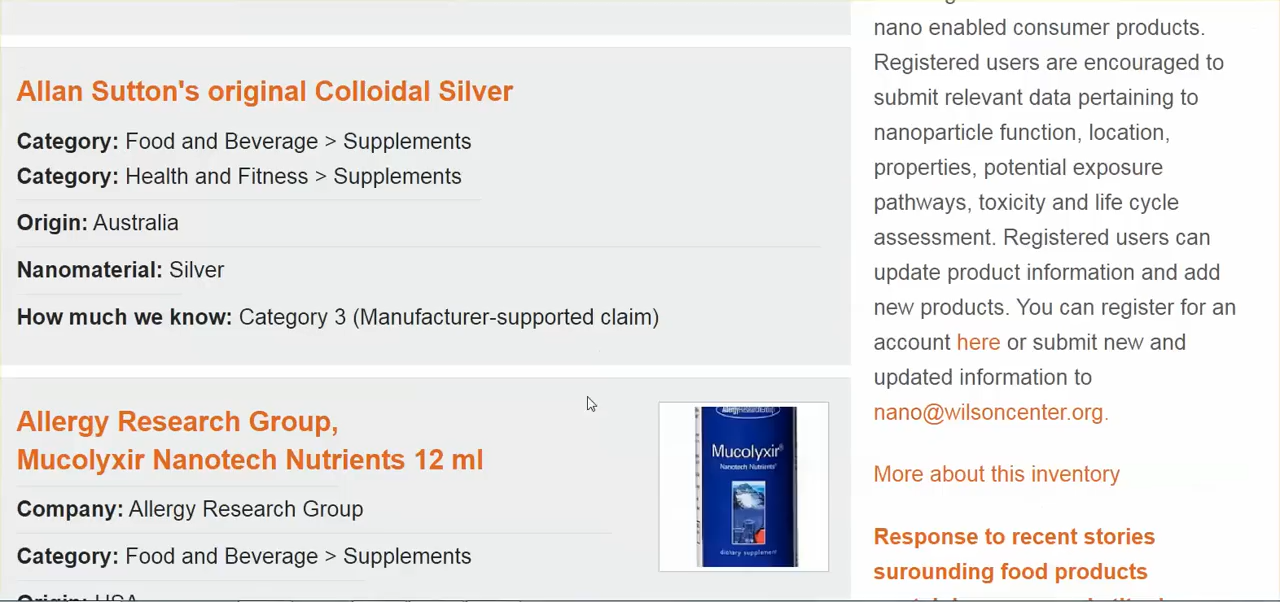 Allan Sutton's original Colloidal Silver
Category: Food and Beverage > Supplements
Category: Health and Fitness > Supplements
Origin: Australia
Nanomaterial: Silver
How much we know: Category 3 (Manufacturer-supported claim)
Allergy Research Group,
Mucolyxir Nanotech Nutrients 12 ml
Company: Allergy Research Group
Category: Food and Beverage > Supplements
Origin: USA
Mucolyxir®
Nanotech Nutrients®
dietary supplement
nano enabled consumer products.
Registered users are encouraged to
submit relevant data pertaining to
nanoparticle function, location,
properties, potential exposure
pathways, toxicity and life cycle
assessment. Registered users can
update product information and add
new products. You can register for an
account here or submit new and
updated information to
nano@wilsoncenter.org.
More about this inventory
Response to recent stories
surounding food products